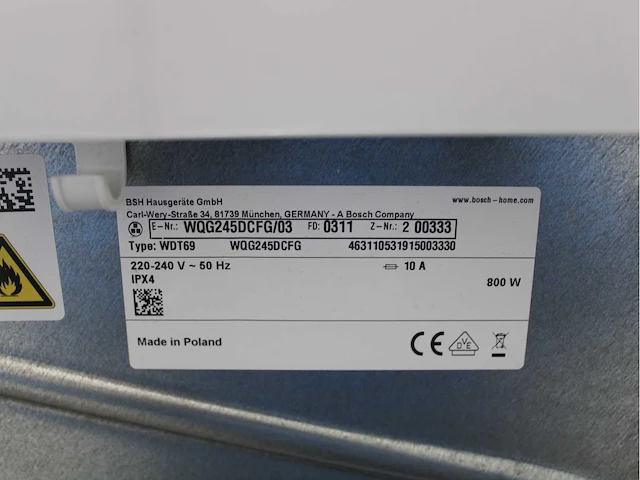 BSH Hausgeräte GmbH www.bosch-home.com
Carl-Wery-Straße 34, 81739 München, GERMANY - A Bosch Company
E-Nr.: WQG245DCFG/03 FD: 0311 Z-Nr.: 2 00333
Type: WDT69 WQG245DCFG 463110531915003330
220-240 V ~ 50 Hz 10 A
IPX4 800 W
Made in Poland CE VDE